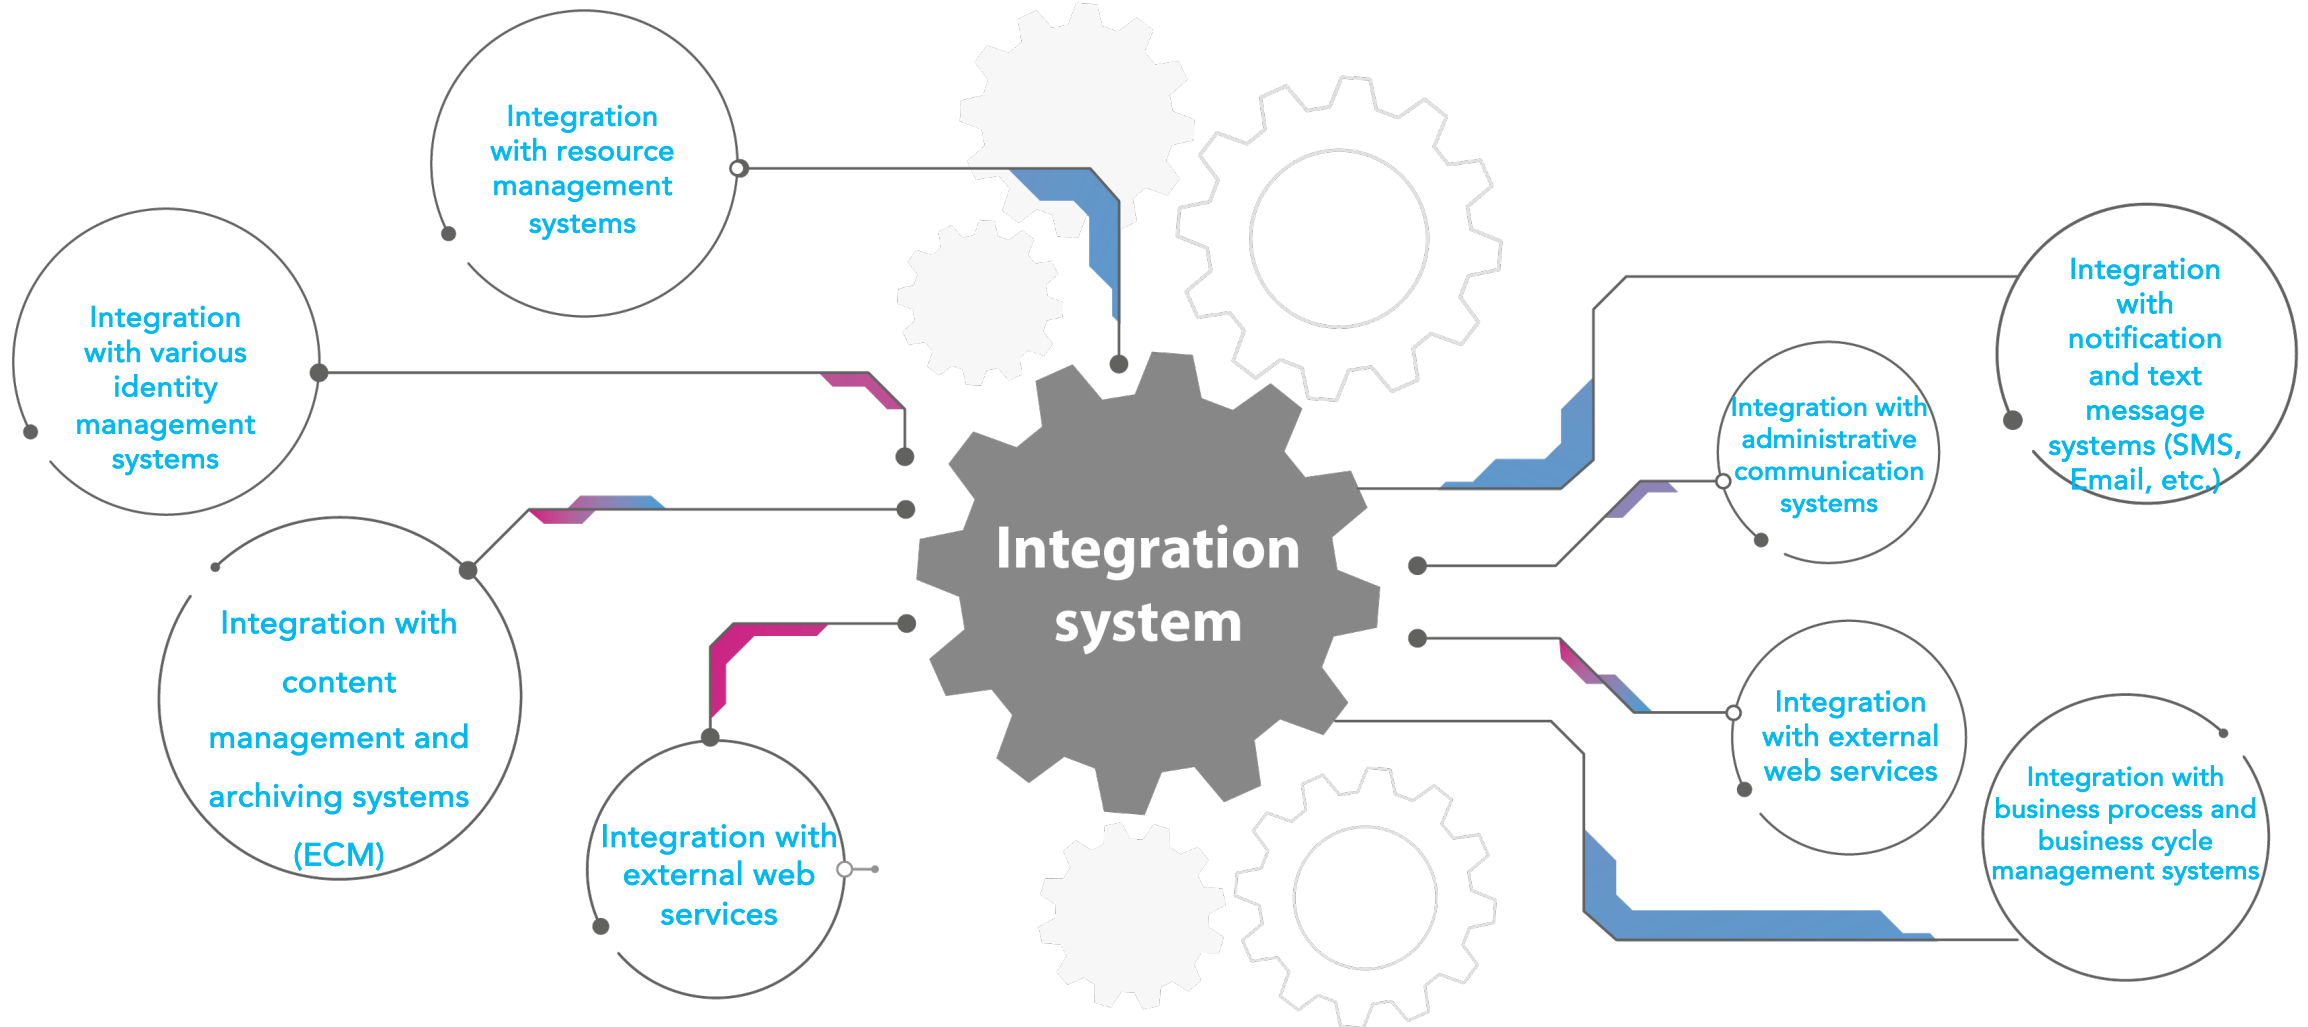 Integration
with resource
management
systems
Integration
with various
identity
management
systems
Integration with
content
management and
archiving systems
(ECM)
Integration with
external web
services
Integration
system
Integration
with
notification
and text
message
systems (SMS,
Email, etc.)
Integration with
administrative
communication
systems
Integration
with external
web services
Integration with
business process and
business cycle
management systems